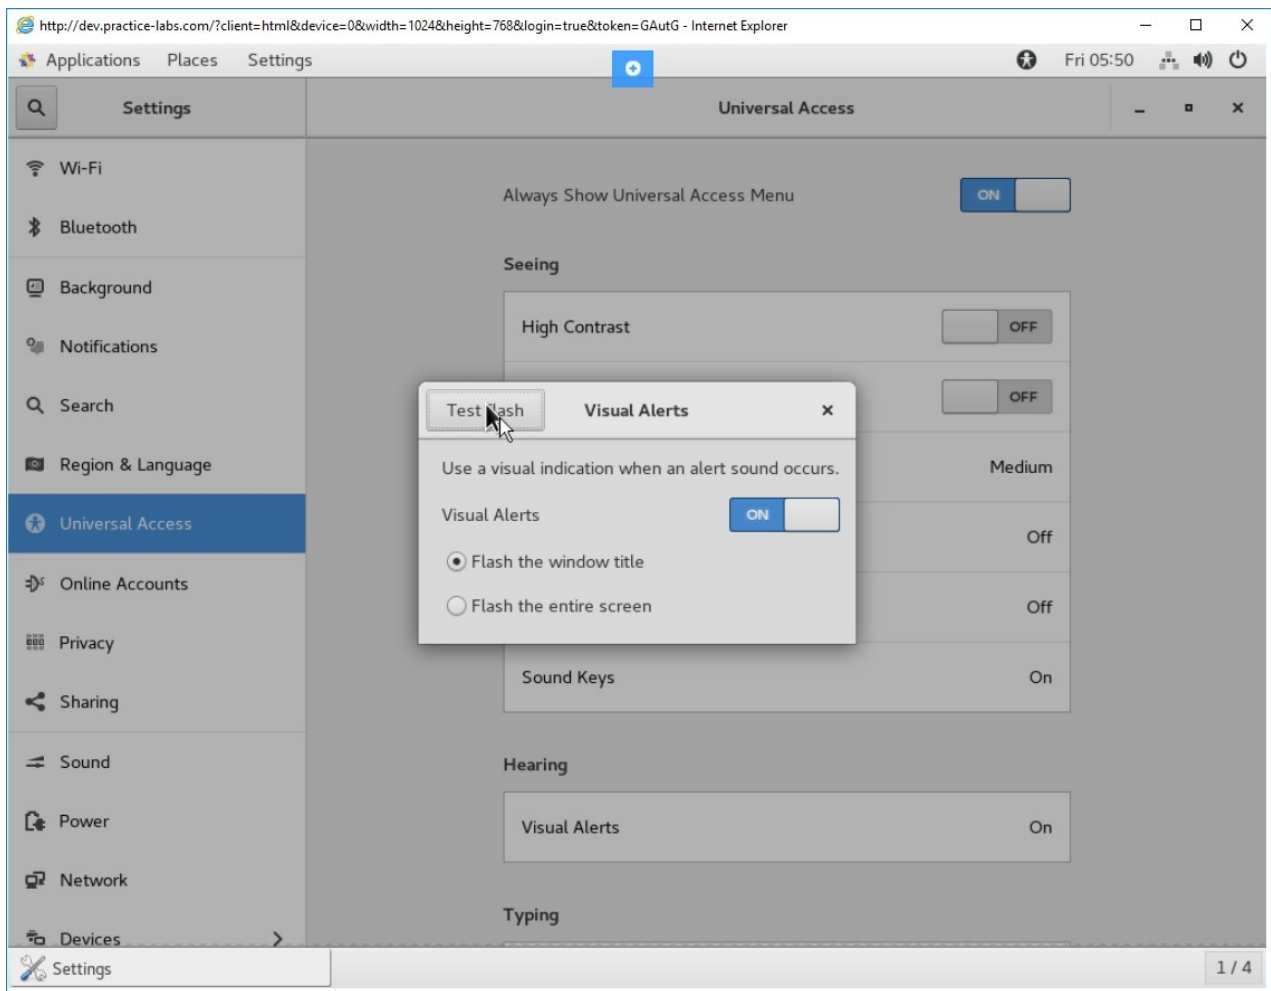 http://dev.practice-labs.com/?client=html&device=0&width=1024&height=768&login=true&token=GAutG - Internet Explorer
Applications Places Settings Fri 05:50
Settings Universal Access
Wi-Fi
Bluetooth
Background
Notifications
Search
Region & Language
Universal Access
Online Accounts
Privacy
Sharing
Sound
Power
Network
Devices
Always Show Universal Access Menu ON
Seeing
High Contrast OFF
OFF
Medium
Off
Off
Sound Keys On
Test Visual Alerts
Use a visual indication when an alert sound occurs.
Visual Alerts ON
Flash the window title
Flash the entire screen
Hearing
Visual Alerts On
Typing
Settings 1 / 4